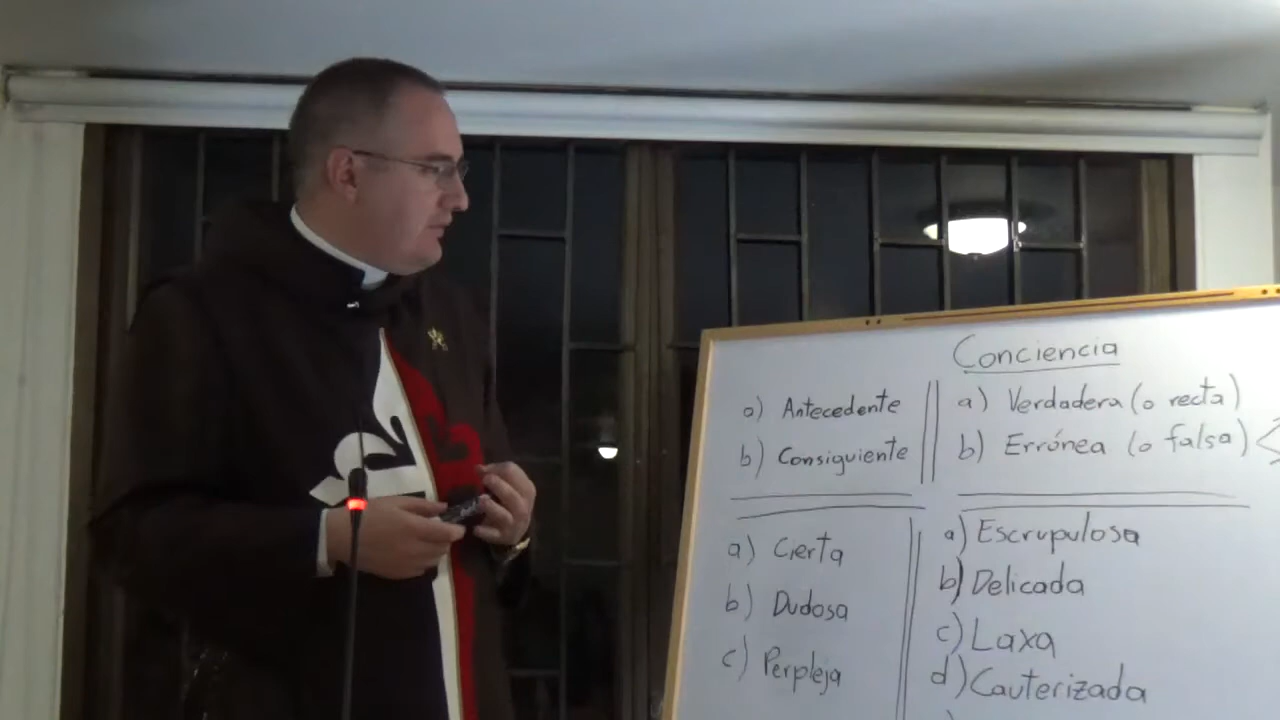 Conciencia
a) Antecedente
b) Consiguiente
a) Verdadera (o recta)
b) Errónea (o falsa)
a) Cierta
b) Dudosa
c) Perpleja
a) Escrupulosa
b) Delicada
c) Laxa
d) Cauterizada